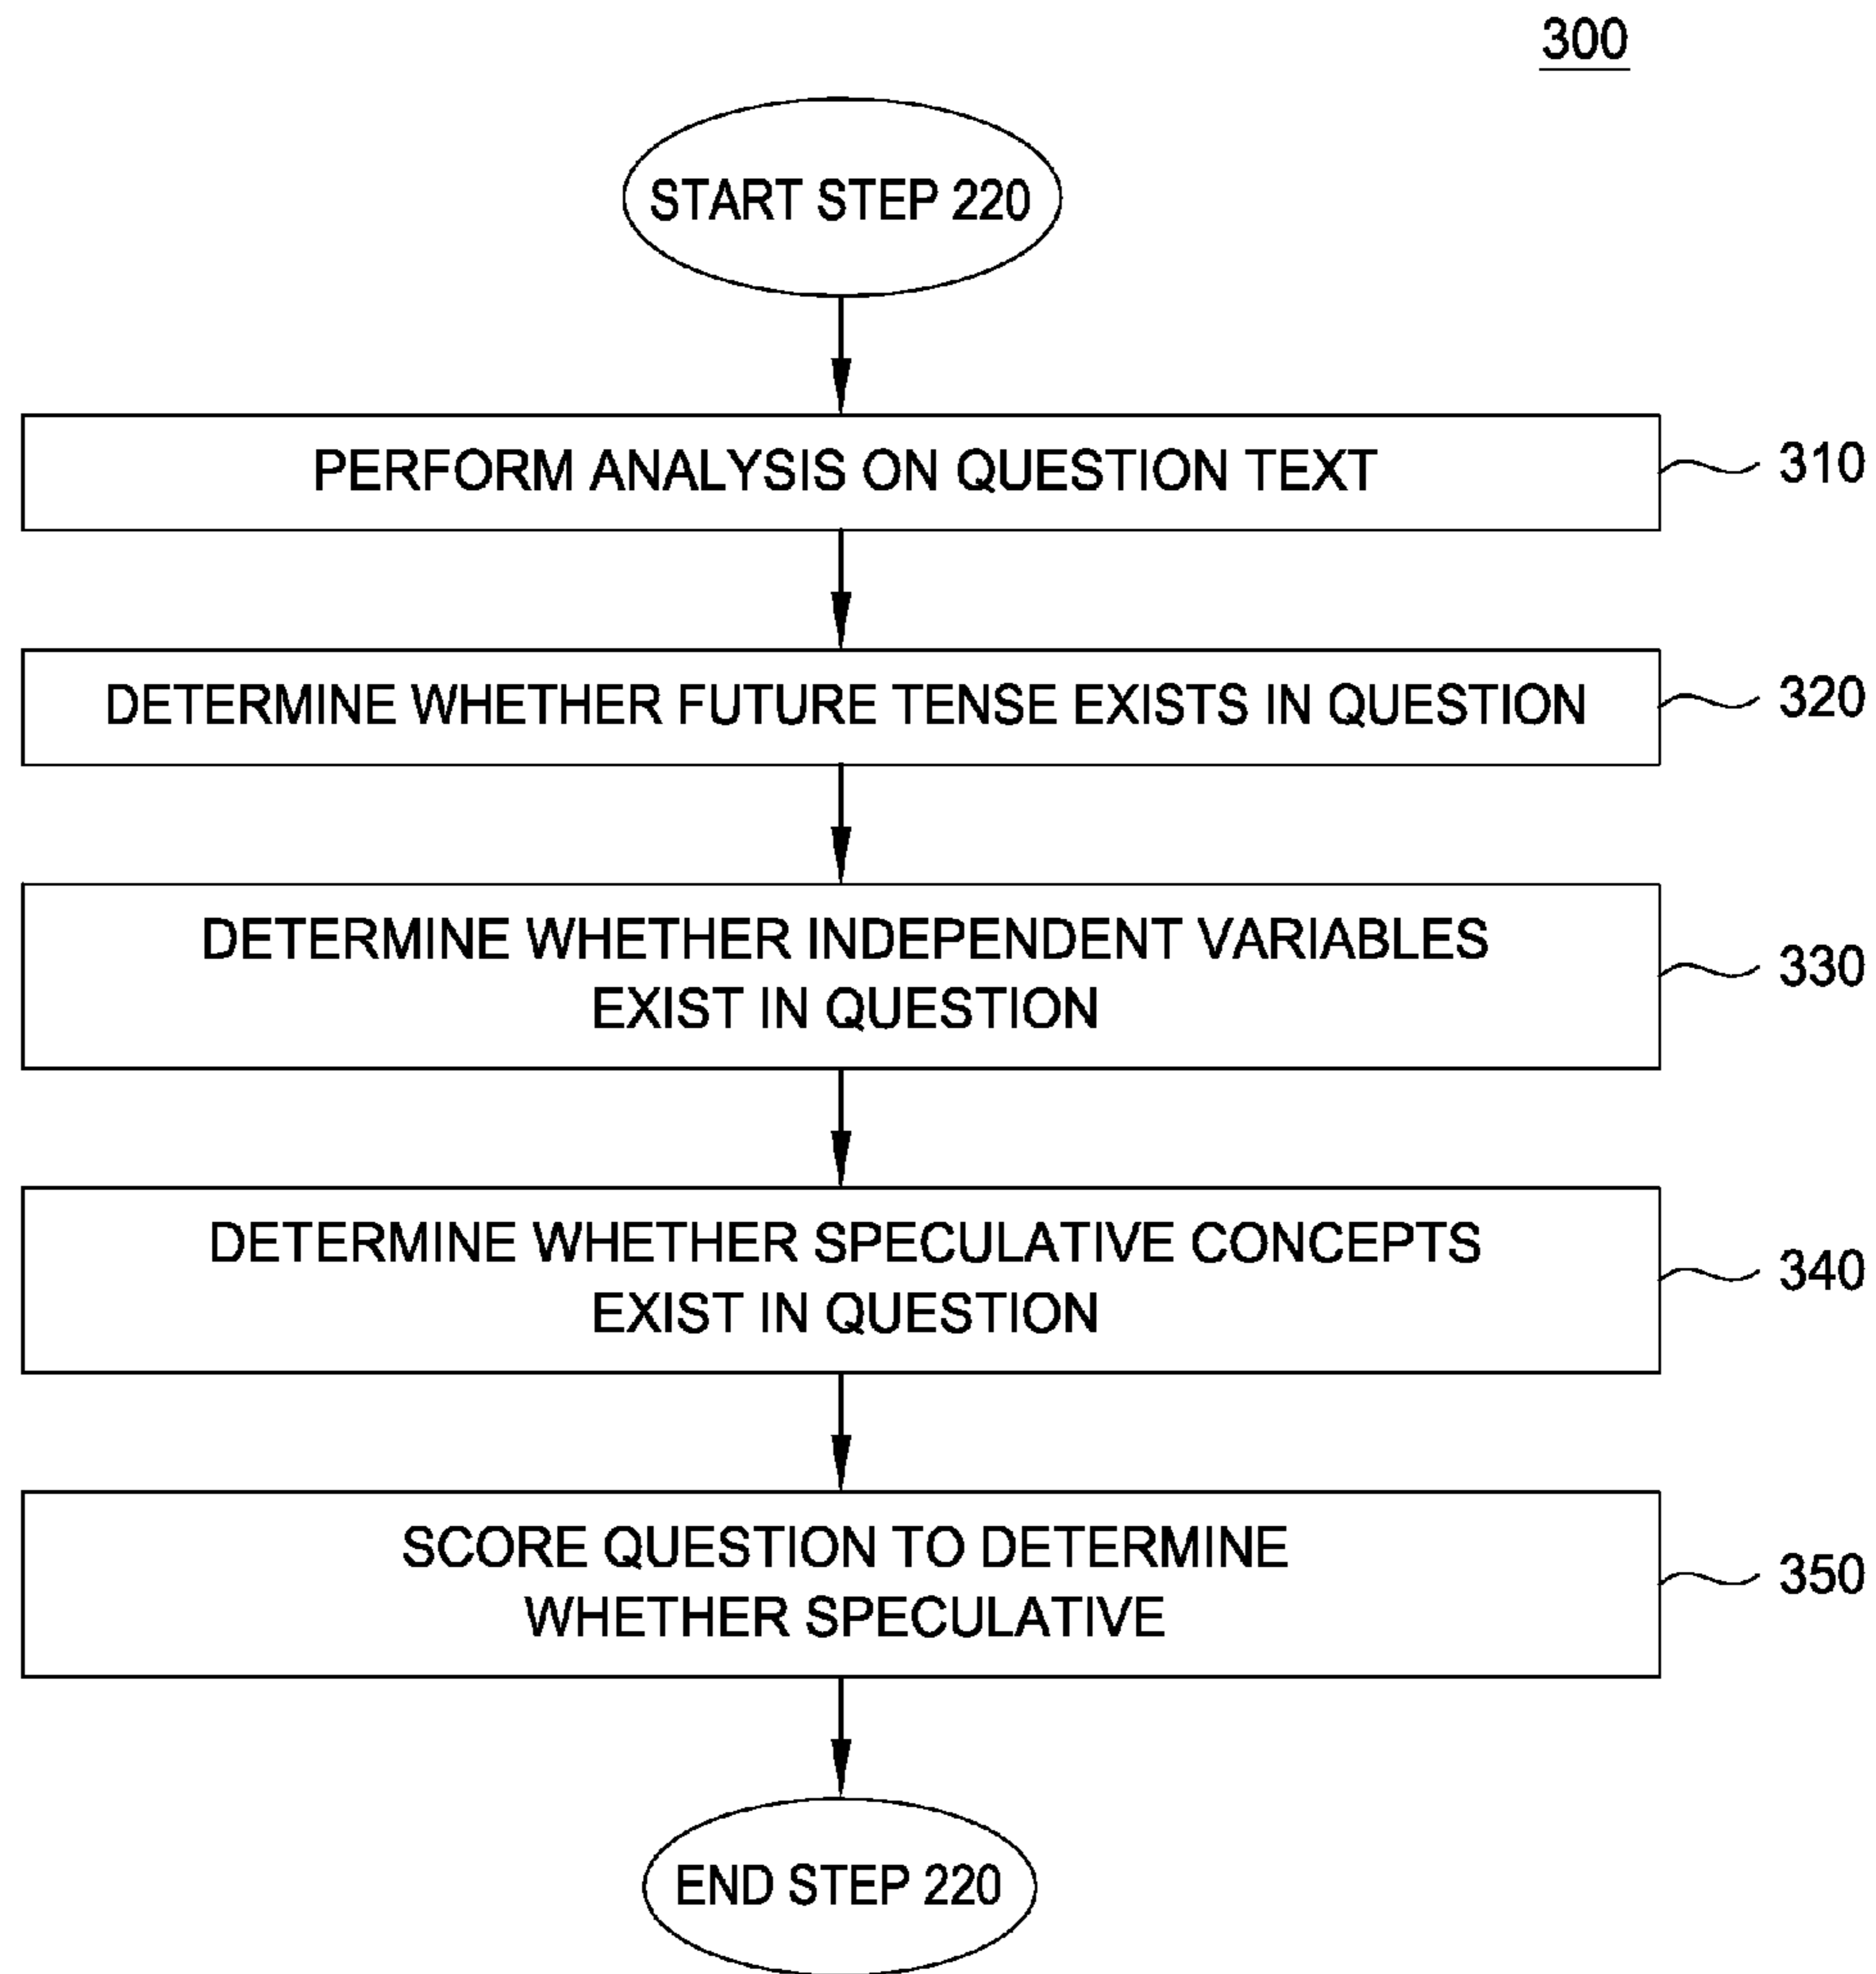 300
START STEP 220
PERFORM ANALYSIS ON QUESTION TEXT
310
DETERMINE WHETHER FUTURE TENSE EXISTS IN QUESTION
320
DETERMINE WHETHER INDEPENDENT VARIABLES
EXIST IN QUESTION
330
DETERMINE WHETHER SPECULATIVE CONCEPTS
EXIST IN QUESTION
340
SCORE QUESTION TO DETERMINE
WHETHER SPECULATIVE
350
END STEP 220